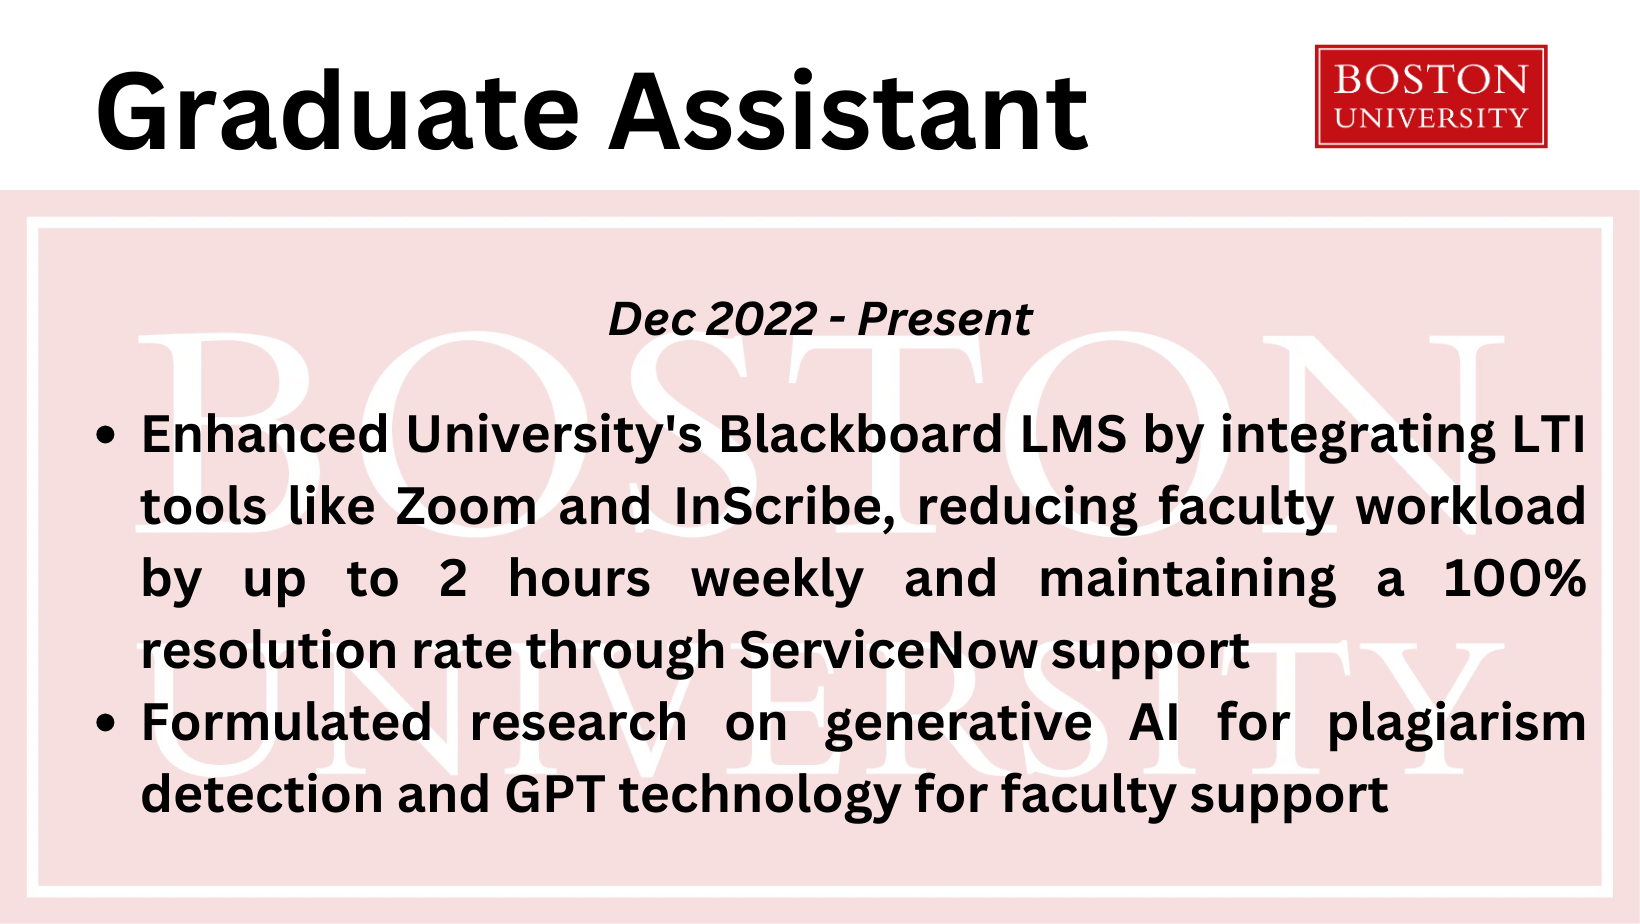 Graduate Assistant
BOSTON
UNIVERSITY
Dec 2022 - Present
BOSTON
• Enhanced University's Blackboard LMS by integrating LTI
tools like Zoom and InScribe, reducing faculty workload
by up to 2 hours weekly and maintaining a 100%
resolution rate through ServiceNow support
UNIVERSITY
• Formulated research on generative AI for plagiarism
detection and GPT technology for faculty support